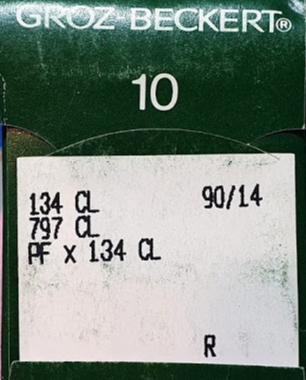 GROZ-BECKERT®
10
134 CL 90/14
797 CL
PF x 134 CL
R